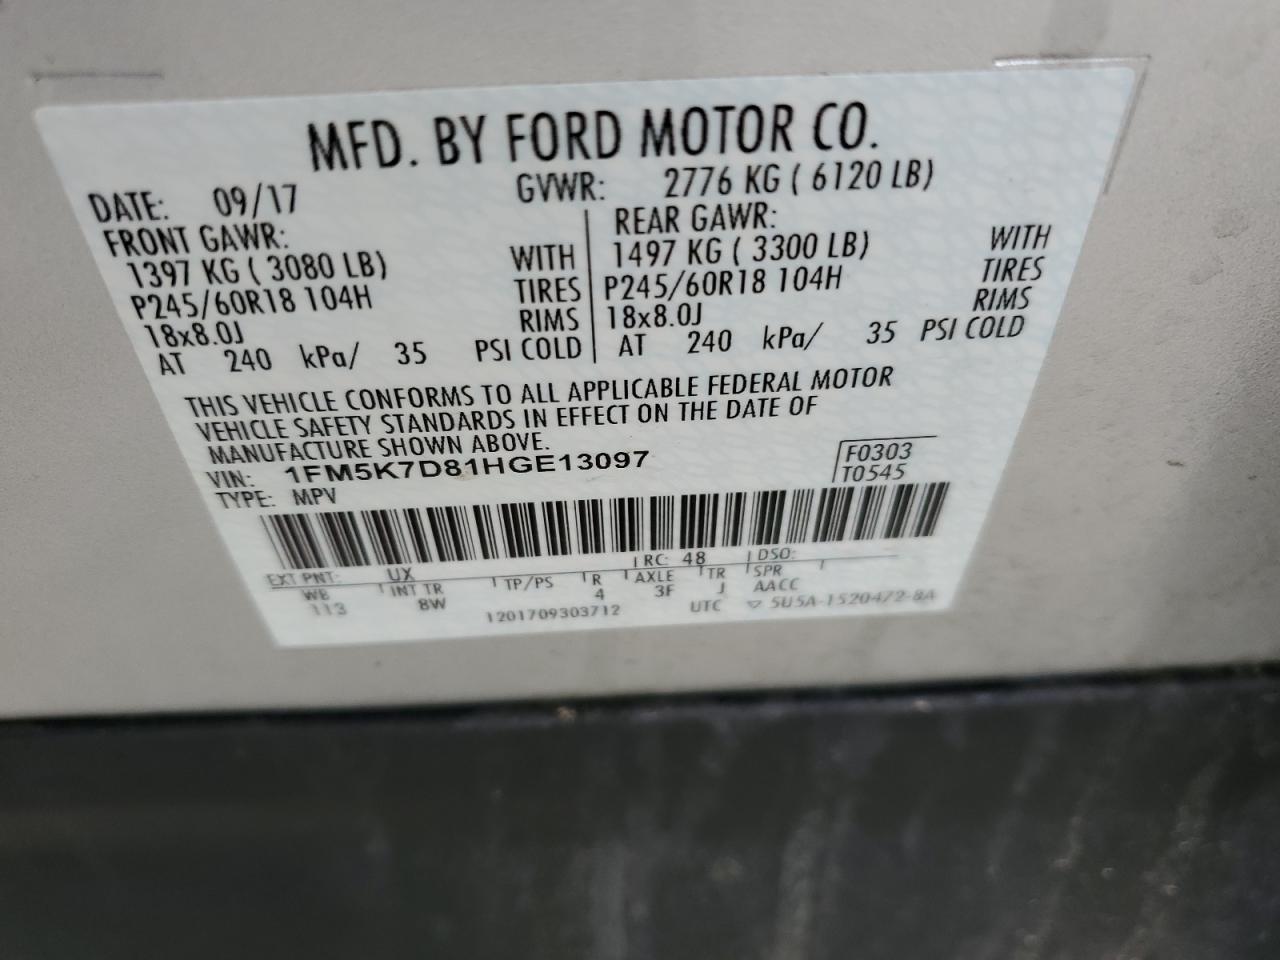 MFD. BY FORD MOTOR CO.
DATE: 09/17 GVWR: 2776 KG ( 6120 LB)
FRONT GAWR:
1397 KG ( 3080 LB) WITH
P245/60R18 104H TIRES
18x8.0J RIMS
AT 240 kPa/ 35 PSI COLD
REAR GAWR:
1497 KG ( 3300 LB) WITH
P245/60R18 104H TIRES
18x8.0J RIMS
AT 240 kPa/ 35 PSI COLD
THIS VEHICLE CONFORMS TO ALL APPLICABLE FEDERAL MOTOR
VEHICLE SAFETY STANDARDS IN EFFECT ON THE DATE OF
MANUFACTURE SHOWN ABOVE.
VIN: 1FM5K7D81HGE13097
TYPE: MPV
F0303
T0545
EXT PNT: UX RC: 48 DSO:
WB INT TR TP/PS R AXLE TR SPR
113 8W 4 3F J AACC
1201709303712 UTC ▽ 5U5A-1520472-8A